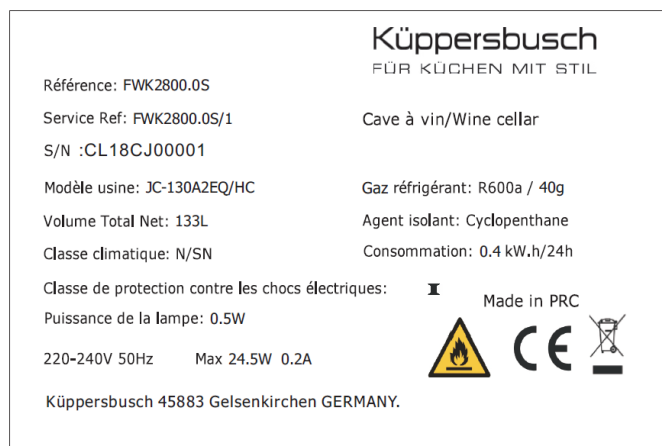 Küppersbusch
FÜR KÜCHEN MIT STIL
Référence: FWK2800.0S
Service Ref: FWK2800.0S/1
Cave à vin/Wine cellar
S/N :CL18CJ00001
Modèle usine: JC-130A2EQ/HC
Gaz réfrigérant: R600a / 40g
Volume Total Net: 133L
Agent isolant: Cyclopenthane
Classe climatique: N/SN
Consommation: 0.4 kW.h/24h
Classe de protection contre les chocs électriques: I
Made in PRC
Puissance de la lampe: 0.5W
CE
220-240V 50Hz Max 24.5W 0.2A
Küppersbusch 45883 Gelsenkirchen GERMANY.